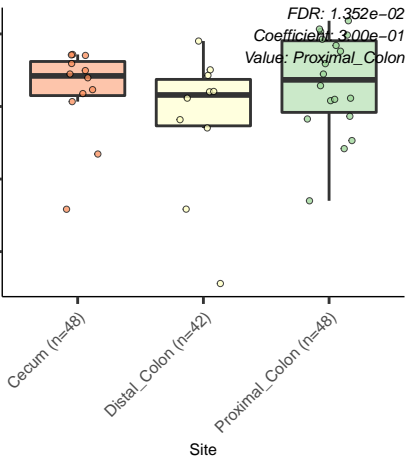 FDR: 1.352e−02
Coefficient: 3.00e−01
Value: Proximal_Colon
Cecum (n=48)
Distal_Colon (n=42)
Proximal_Colon (n=48)
Site